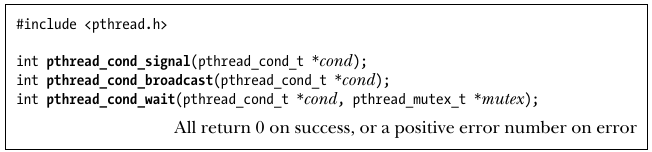 #include <pthread.h>
int pthread_cond_signal(pthread_cond_t *cond);
int pthread_cond_broadcast(pthread_cond_t *cond);
int pthread_cond_wait(pthread_cond_t *cond, pthread_mutex_t *mutex);
All return 0 on success, or a positive error number on error